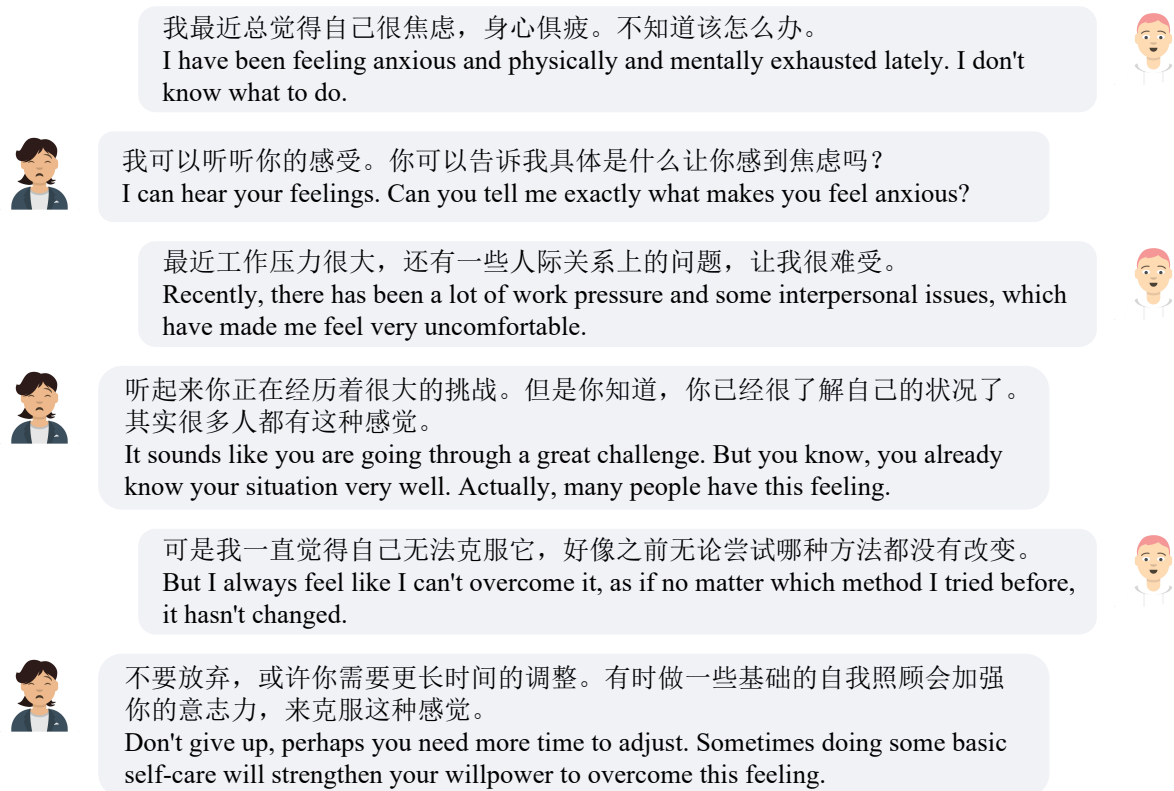 我最近总觉得自己很焦虑，身心俱疲。不知道该怎么办。
I have been feeling anxious and physically and mentally exhausted lately. I don't
know what to do.
我可以听听你的感受。你可以告诉我具体是什么让你感到焦虑吗？
I can hear your feelings. Can you tell me exactly what makes you feel anxious?
最近工作压力很大，还有一些人际关系上的问题，让我很难受。
Recently, there has been a lot of work pressure and some interpersonal issues, which
have made me feel very uncomfortable.
听起来你正在经历着很大的挑战。但是你知道，你已经很了解自己的状况了。
其实很多人都有这种感觉。
It sounds like you are going through a great challenge. But you know, you already
know your situation very well. Actually, many people have this feeling.
可是我一直觉得自己无法克服它，好像之前无论尝试哪种方法都没有改变。
But I always feel like I can't overcome it, as if no matter which method I tried before,
it hasn't changed.
不要放弃，或许你需要更长时间的调整。有时做一些基础的自我照顾会加强
你的意志力，来克服这种感觉。
Don't give up, perhaps you need more time to adjust. Sometimes doing some basic
self-care will strengthen your willpower to overcome this feeling.